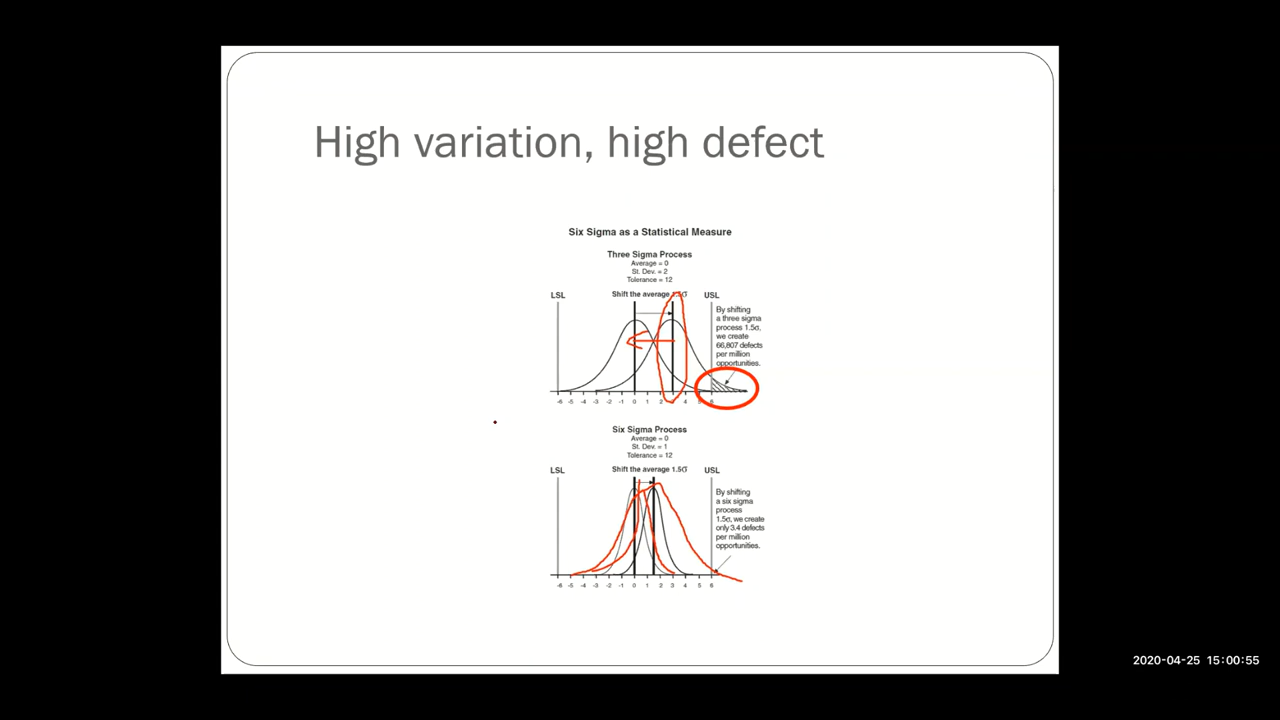 High variation, high defect
Six Sigma as a Statistical Measure
Three Sigma Process
Average = 0
St. Dev. = 2
Tolerance = 12
LSL
Shift the average
USL
By shifting
a three sigma
process 1.5σ,
we create
66,807 defects
per million
opportunities.
-6 -5 -4 -3 -2 -1 0 1 2 3 4 5 6
Six Sigma Process
Average = 0
St. Dev. = 1
Tolerance = 12
LSL
Shift the average 1.5σ
USL
By shifting
a six sigma
process
1.5σ, we create
only 3.4 defects
per million
opportunities.
-6 -5 -4 -3 -2 -1 0 1 2 3 4 5 6
2020-04-25 15:00:55